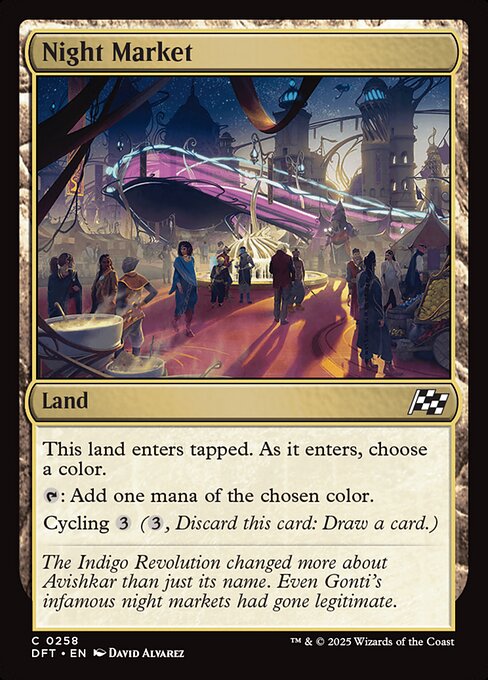 Night Market
Land
This land enters tapped. As it enters, choose
a color.
: Add one mana of the chosen color.
Cycling 3 (3, Discard this card: Draw a card.)
The Indigo Revolution changed more about
Avishkar than just its name. Even Gonti's
infamous night markets had gone legitimate.
C 0258
DFT • EN David Alvarez
™ & © 2025 Wizards of the Coast